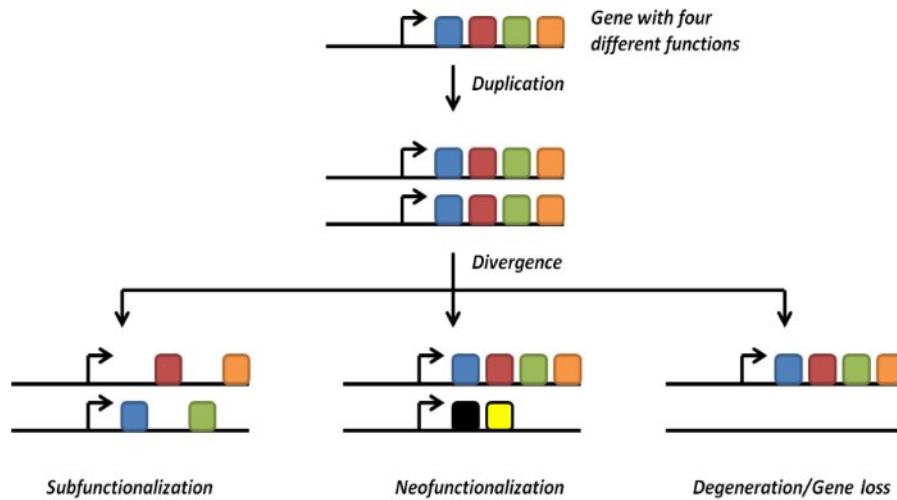 Gene with four
different functions
Duplication
Divergence
Subfunctionalization
Neofunctionalization
Degeneration/Gene loss